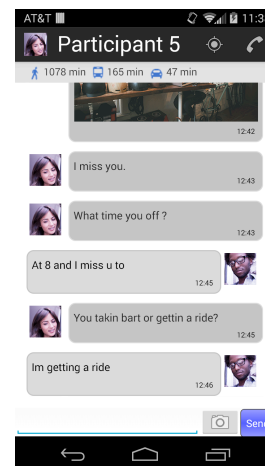 AT&T 11:3
Participant 5
1078 min 165 min 47 min
12:42
I miss you.
12:43
What time you off ?
12:43
At 8 and I miss u to
12:45
You takin bart or gettin a ride?
12:45
Im getting a ride
12:46
Send